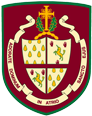 ADORATE DOMINUM
IN ATRIO
SANCTO EJUS